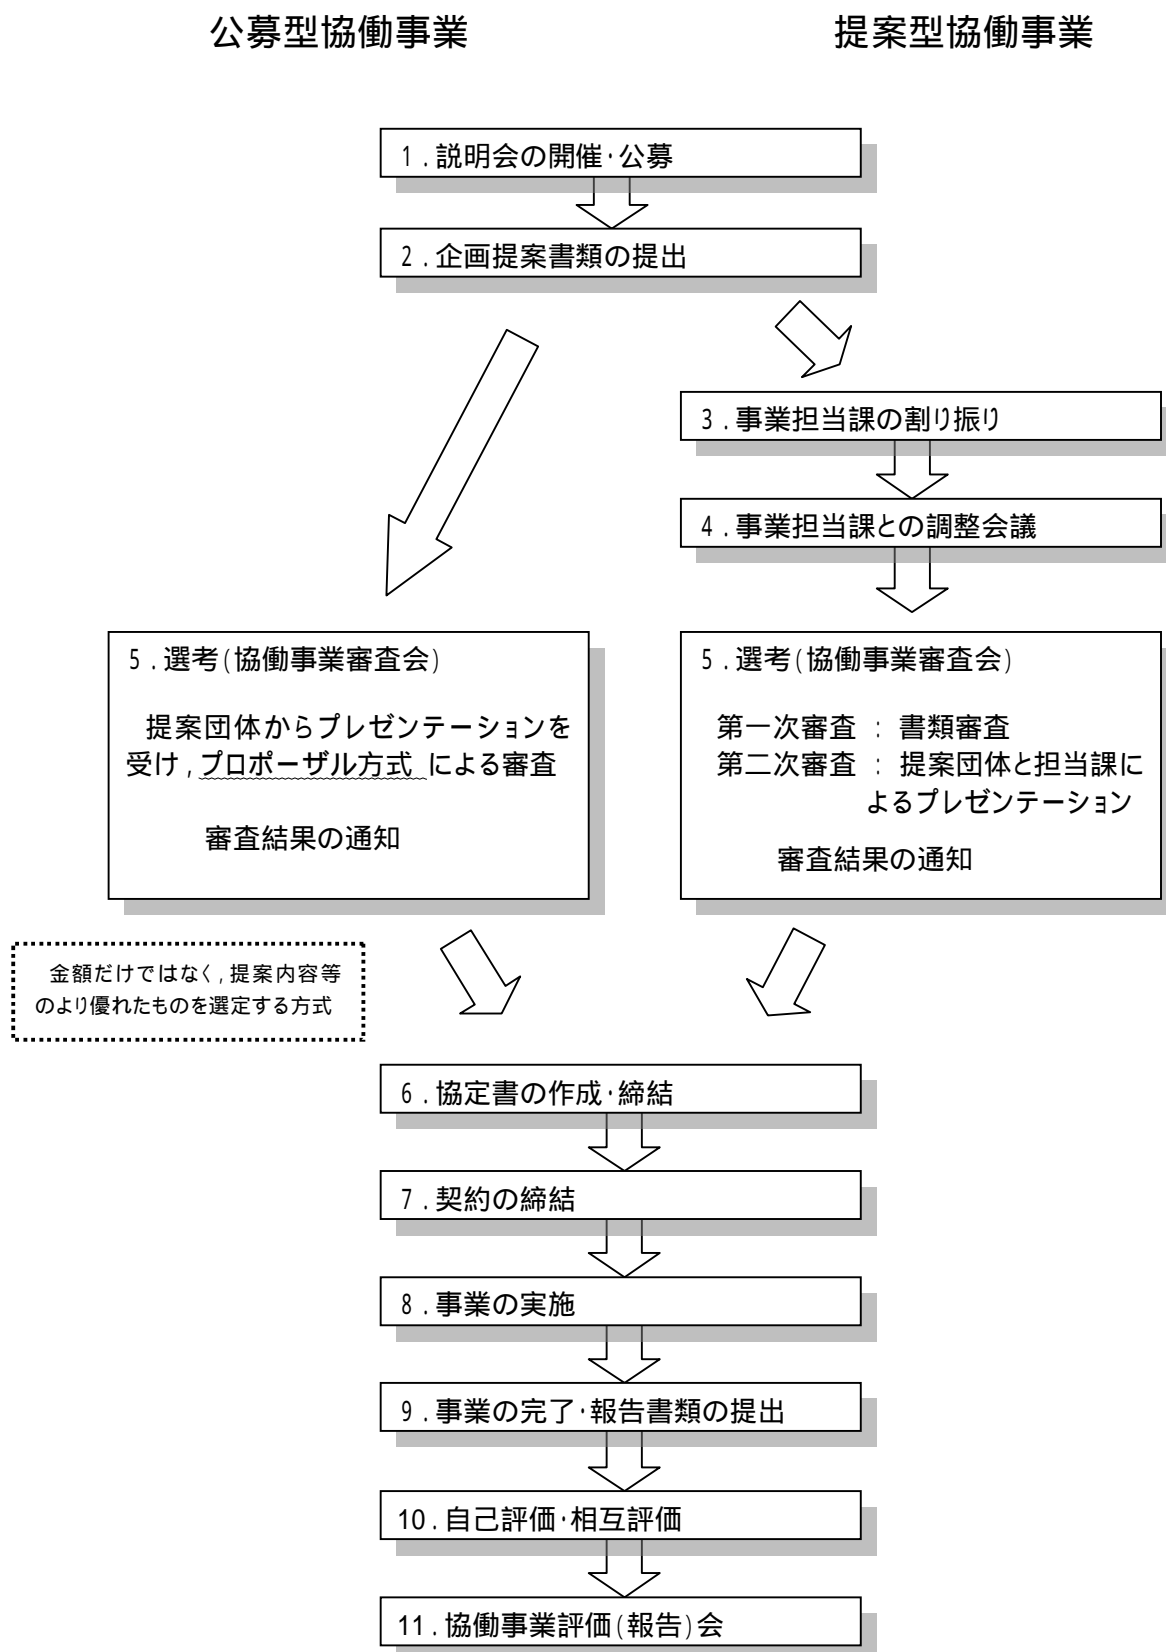 公募型協働事業
提案型協働事業
1．説明会の開催・公募
2．企画提案書類の提出
3．事業担当課の割り振り
4．事業担当課との調整会議
5．選考(協働事業審査会)
提案団体からプレゼンテーションを
受け，プロポーザル方式 による審査
審査結果の通知
5．選考(協働事業審査会)
第一次審査 ： 書類審査
第二次審査 ： 提案団体と担当課に
よるプレゼンテーション
審査結果の通知
金額だけではなく，提案内容等
のより優れたものを選定する方式
6．協定書の作成・締結
7．契約の締結
8．事業の実施
9．事業の完了・報告書類の提出
10．自己評価・相互評価
11．協働事業評価(報告)会